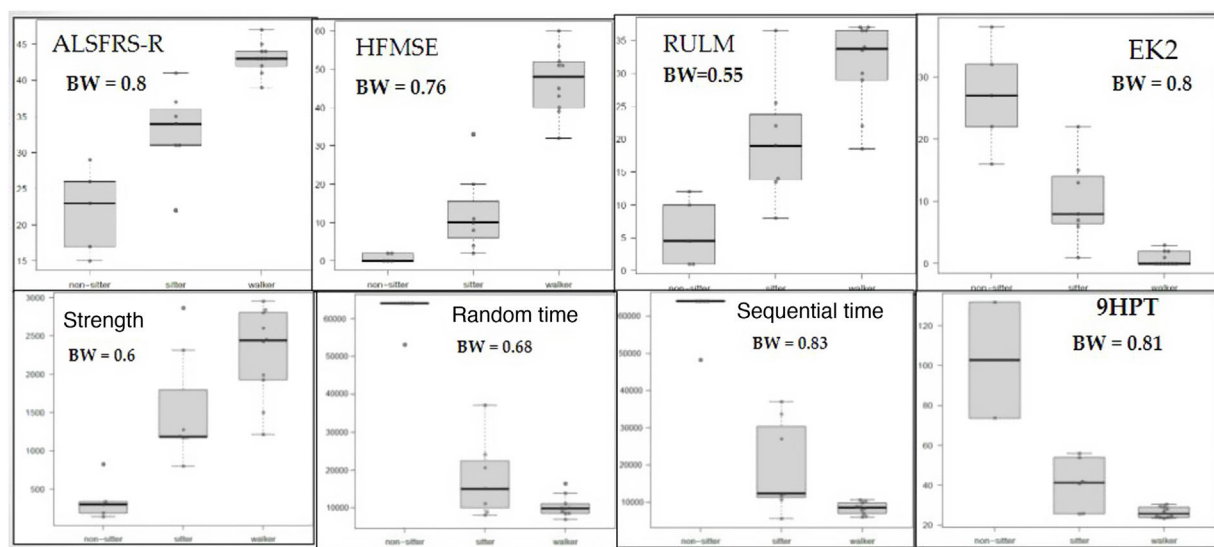 ALSFRS-R
BW = 0.8
45
40
35
30
25
20
15
non-sitter sitter walker
HFMSE
BW = 0.76
60
50
40
30
20
10
0
non-sitter sitter walker
RULM
BW=0.55
35
30
25
20
15
10
5
0
non-sitter sitter walker
EK2
BW = 0.8
30
20
10
0
non-sitter sitter walker
Strength
BW = 0.6
3000
2500
2000
1500
1000
500
non-sitter sitter walker
Random time
BW = 0.68
60000
50000
40000
30000
20000
10000
non-sitter sitter walker
Sequential time
BW = 0.83
60000
50000
40000
30000
20000
10000
non-sitter sitter walker
9HPT
BW = 0.81
120
100
80
60
40
20
non-sitter sitter walker